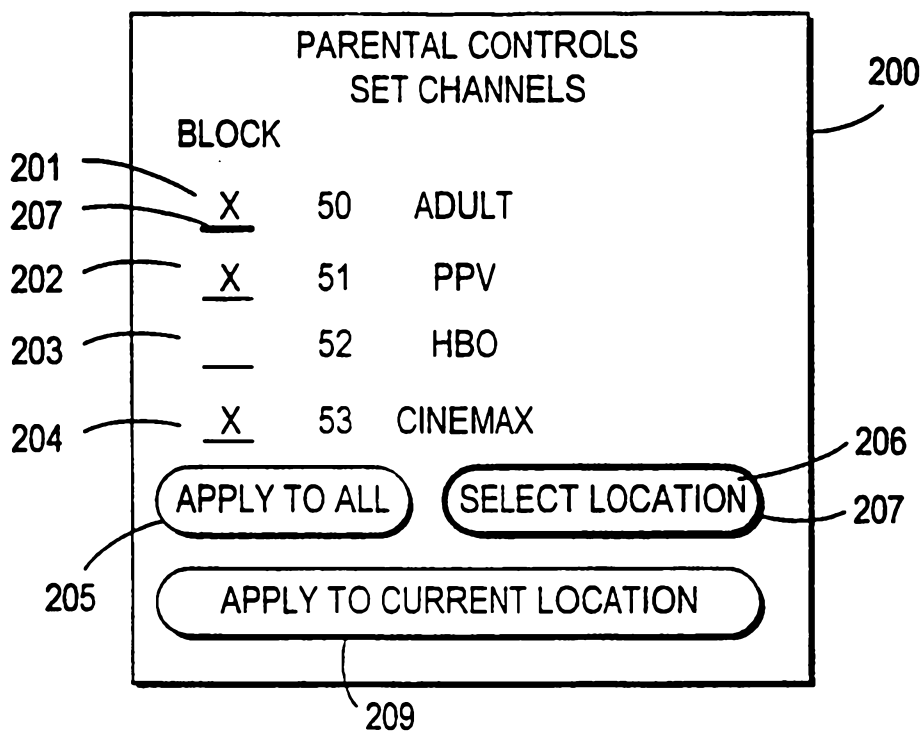 PARENTAL CONTROLS
SET CHANNELS
200
BLOCK
201
X 50 ADULT
207
202 X 51 PPV
203 52 HBO
204 X 53 CINEMAX
206
APPLY TO ALL SELECT LOCATION
207
205
APPLY TO CURRENT LOCATION
209